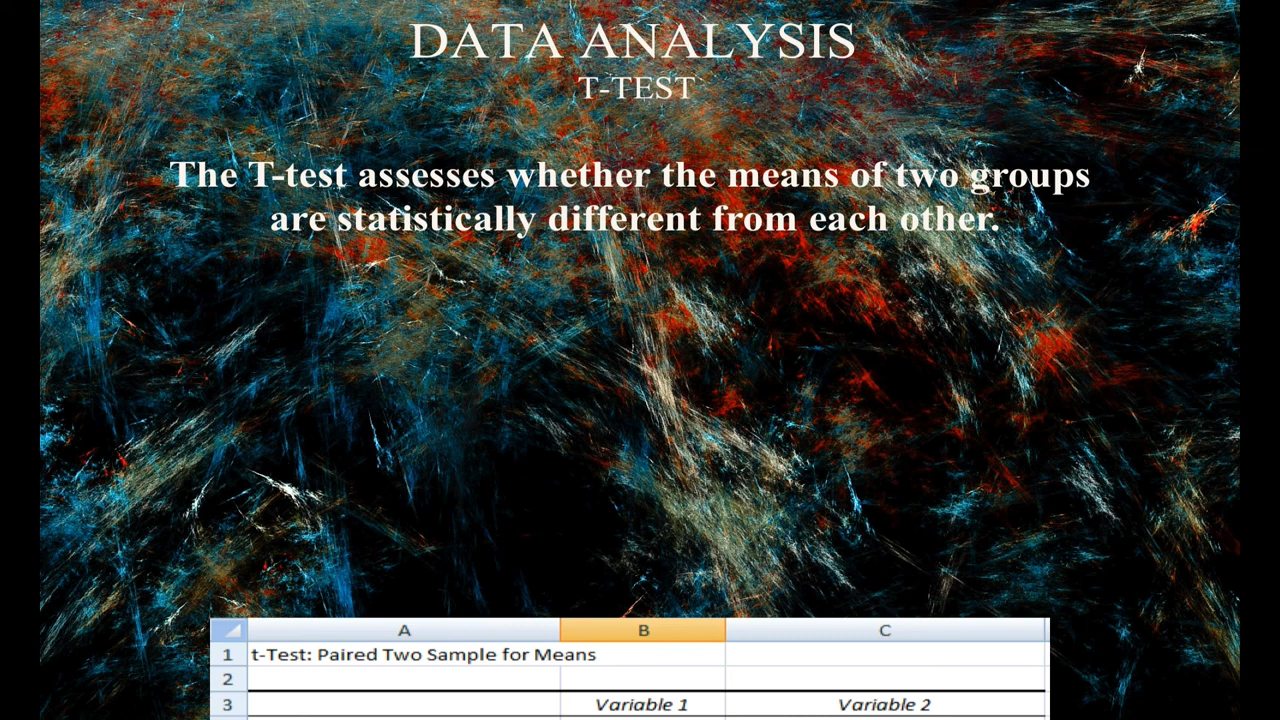 DATA ANALYSIS
T-TEST
The T-test assesses whether the means of two groups
are statistically different from each other.
A B C
1 t-Test: Paired Two Sample for Means
2
3 Variable 1 Variable 2